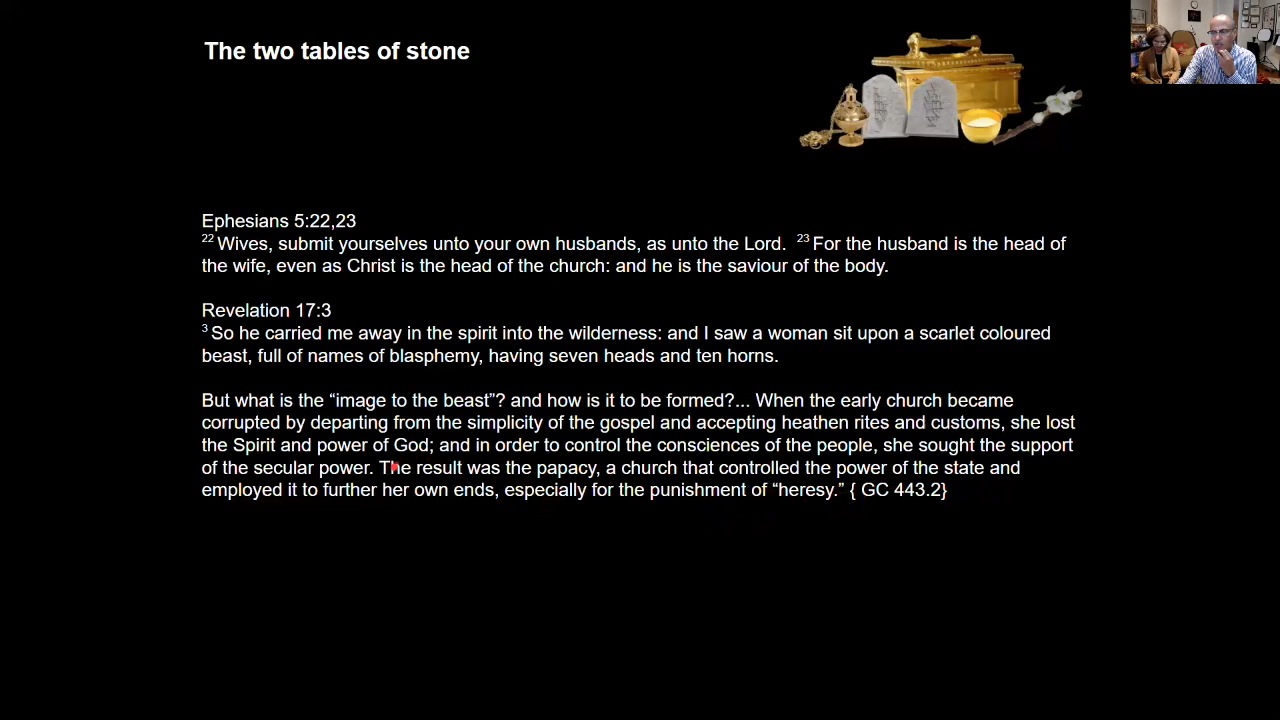 The two tables of stone
Ephesians 5:22,23
22 Wives, submit yourselves unto your own husbands, as unto the Lord. 23 For the husband is the head of
the wife, even as Christ is the head of the church: and he is the saviour of the body.
Revelation 17:3
3 So he carried me away in the spirit into the wilderness: and I saw a woman sit upon a scarlet coloured
beast, full of names of blasphemy, having seven heads and ten horns.
But what is the “image to the beast”? and how is it to be formed?... When the early church became
corrupted by departing from the simplicity of the gospel and accepting heathen rites and customs, she lost
the Spirit and power of God; and in order to control the consciences of the people, she sought the support
of the secular power. The result was the papacy, a church that controlled the power of the state and
employed it to further her own ends, especially for the punishment of “heresy.” { GC 443.2}